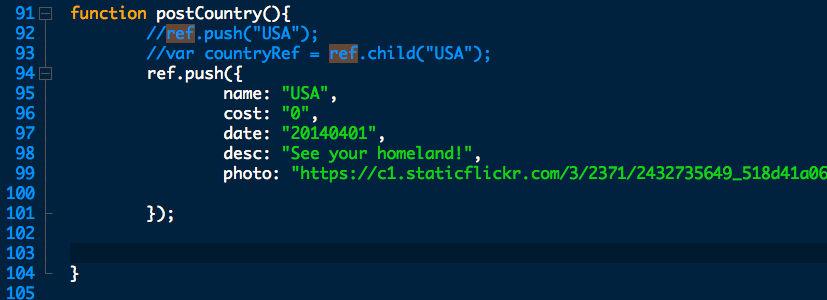 91 function postCountry(){
92 //ref.push("USA");
93 //var countryRef = ref.child("USA");
94 ref.push({
95 name: "USA",
96 cost: "0",
97 date: "20140401",
98 desc: "See your homeland!",
99 photo: "https://c1.staticflickr.com/3/2371/2432735649_518d41a06
100
101 });
102
103
104 }
105